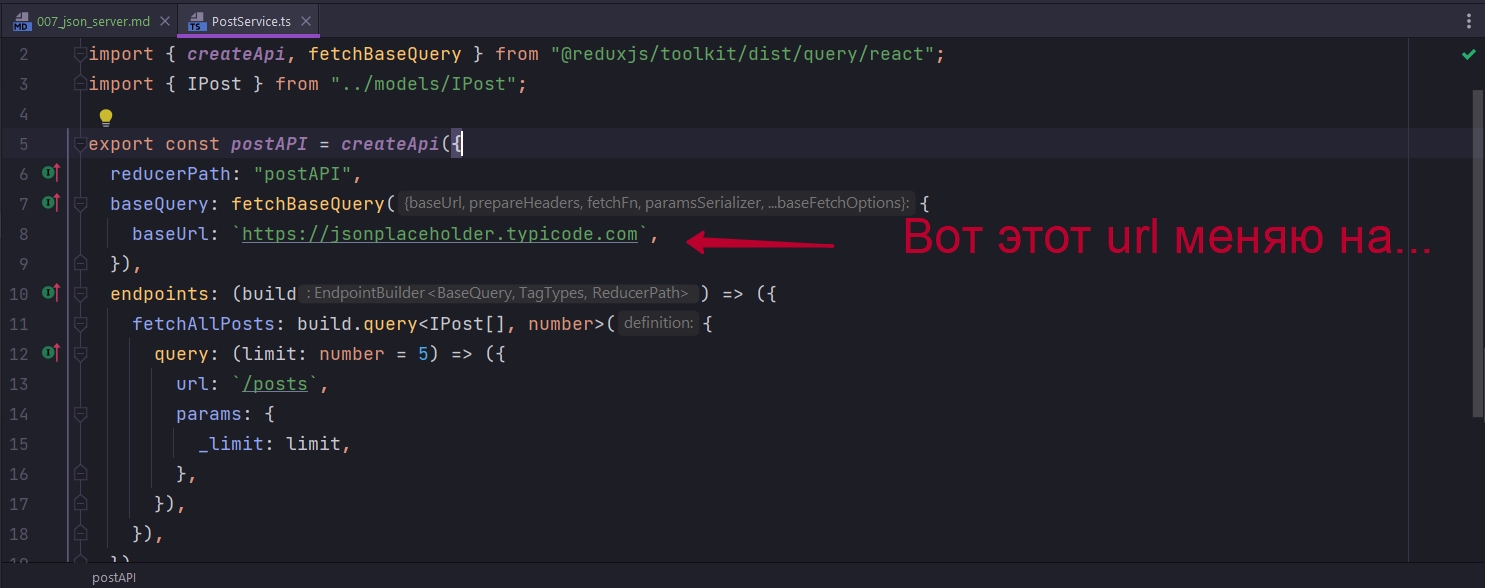 MD 007_json_server.md TS PostService.ts
2 import { createApi, fetchBaseQuery } from "@reduxjs/toolkit/dist/query/react";
3 import { IPost } from "../models/IPost";
4
5 export const postAPI = createApi({
6 reducerPath: "postAPI",
7 baseQuery: fetchBaseQuery( {baseUrl, prepareHeaders, fetchFn, paramsSerializer, ...baseFetchOptions}: {
8 baseUrl: `https://jsonplaceholder.typicode.com`,
Вот этот url меняю на...
9 }),
10 endpoints: (build : EndpointBuilder<BaseQuery, TagTypes, ReducerPath> ) => ({
11 fetchAllPosts: build.query<IPost[], number>( definition: {
12 query: (limit: number = 5) => ({
13 url: `/posts`,
14 params: {
15 _limit: limit,
16 },
17 }),
18 }),
19 })
postAPI